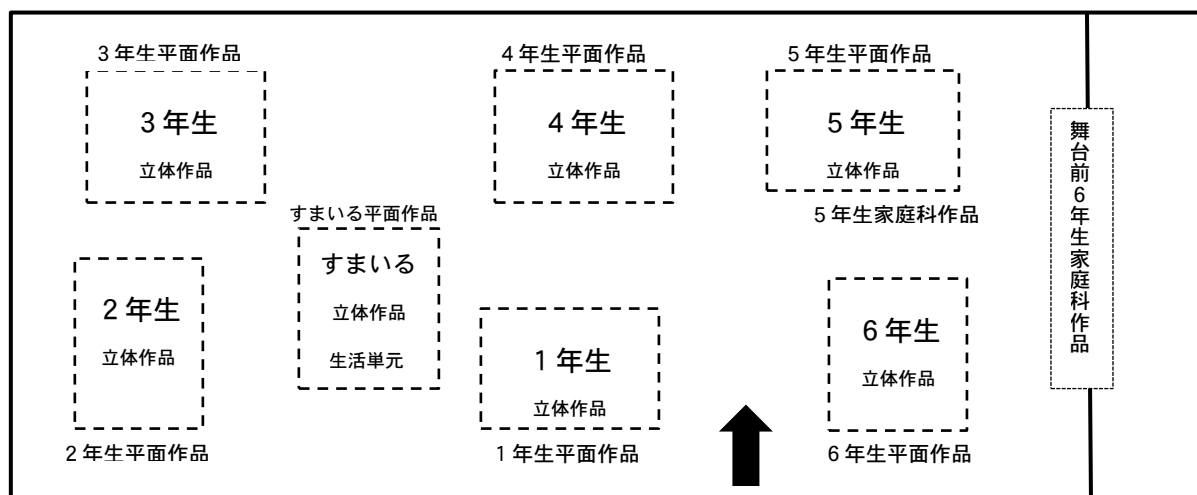 3年生平面作品
3年生
立体作品
4年生平面作品
4年生
立体作品
5年生平面作品
5年生
立体作品
5年生家庭科作品
舞台前6年生家庭科作品
すまいる平面作品
すまいる
立体作品
生活単元
2年生
立体作品
2年生平面作品
1年生
立体作品
1年生平面作品
6年生
立体作品
6年生平面作品